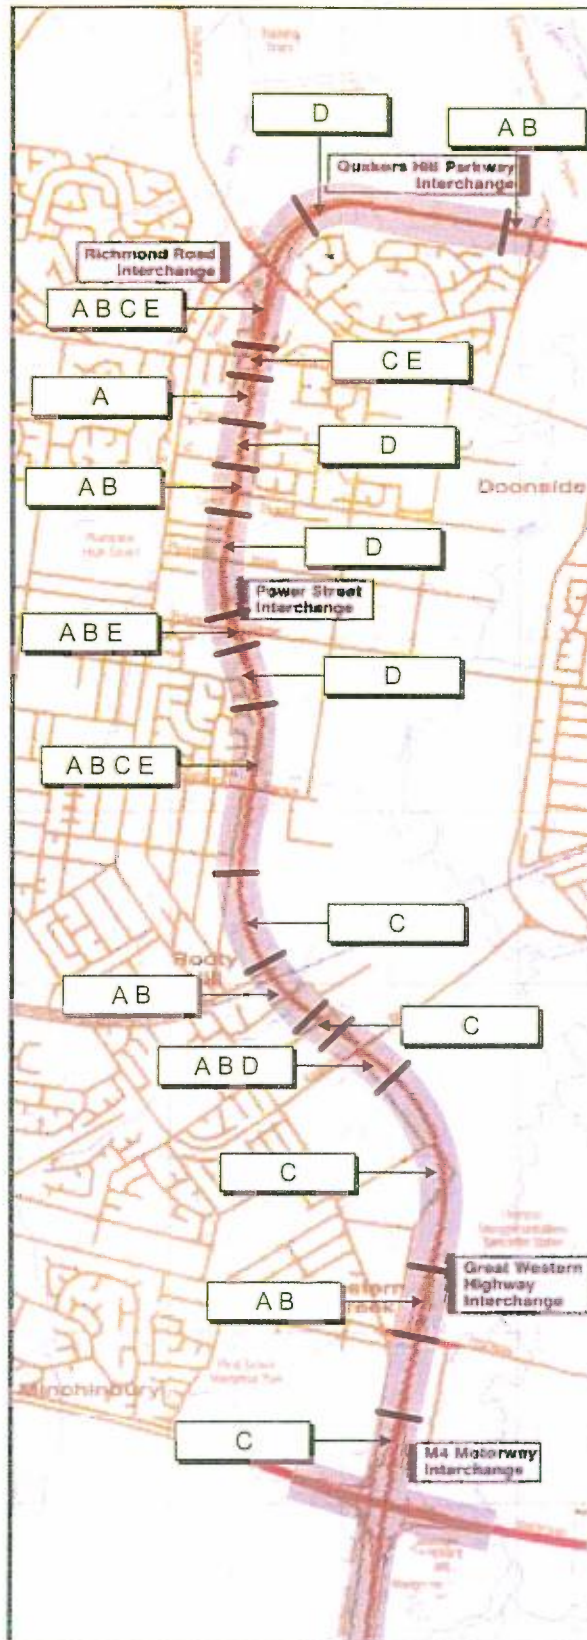 D
A B
Quakers Hill Parkway
Interchange
Richmond Road
Interchange
A B C E
C E
A
D
A B
Doonside
D
Power Street
Interchange
A B E
D
A B C E
C
Rooty
A B
C
A B D
C
Great Western
Highway
Interchange
A B
Minchinbury
C
M4 Motorway
Interchange